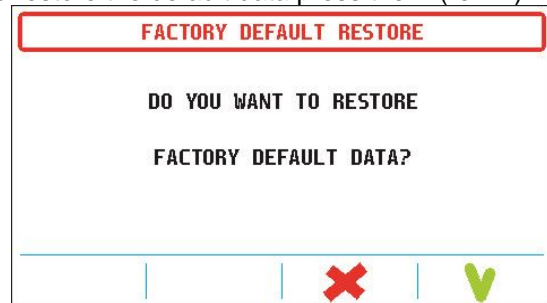 FACTORY DEFAULT RESTORE
DO YOU WANT TO RESTORE
FACTORY DEFAULT DATA?